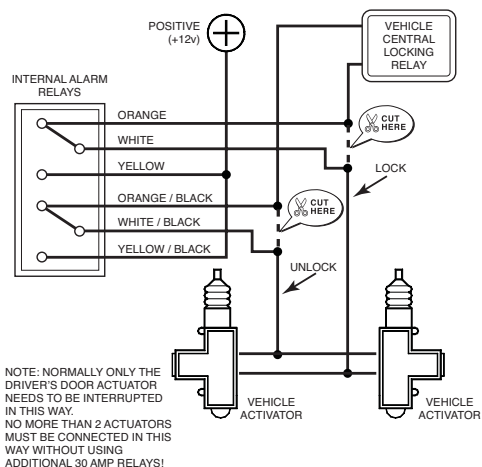 POSITIVE
(+12v)
VEHICLE
CENTRAL
LOCKING
RELAY
INTERNAL ALARM
RELAYS
ORANGE
CUT
HERE
WHITE
YELLOW
LOCK
ORANGE / BLACK
CUT
HERE
WHITE / BLACK
YELLOW / BLACK
UNLOCK
NOTE: NORMALLY ONLY THE
DRIVER'S DOOR ACTUATOR
NEEDS TO BE INTERRUPTED
IN THIS WAY.
NO MORE THAN 2 ACTUATORS
MUST BE CONNECTED IN THIS
WAY WITHOUT USING
ADDITIONAL 30 AMP RELAYS!
VEHICLE
ACTIVATOR
VEHICLE
ACTIVATOR